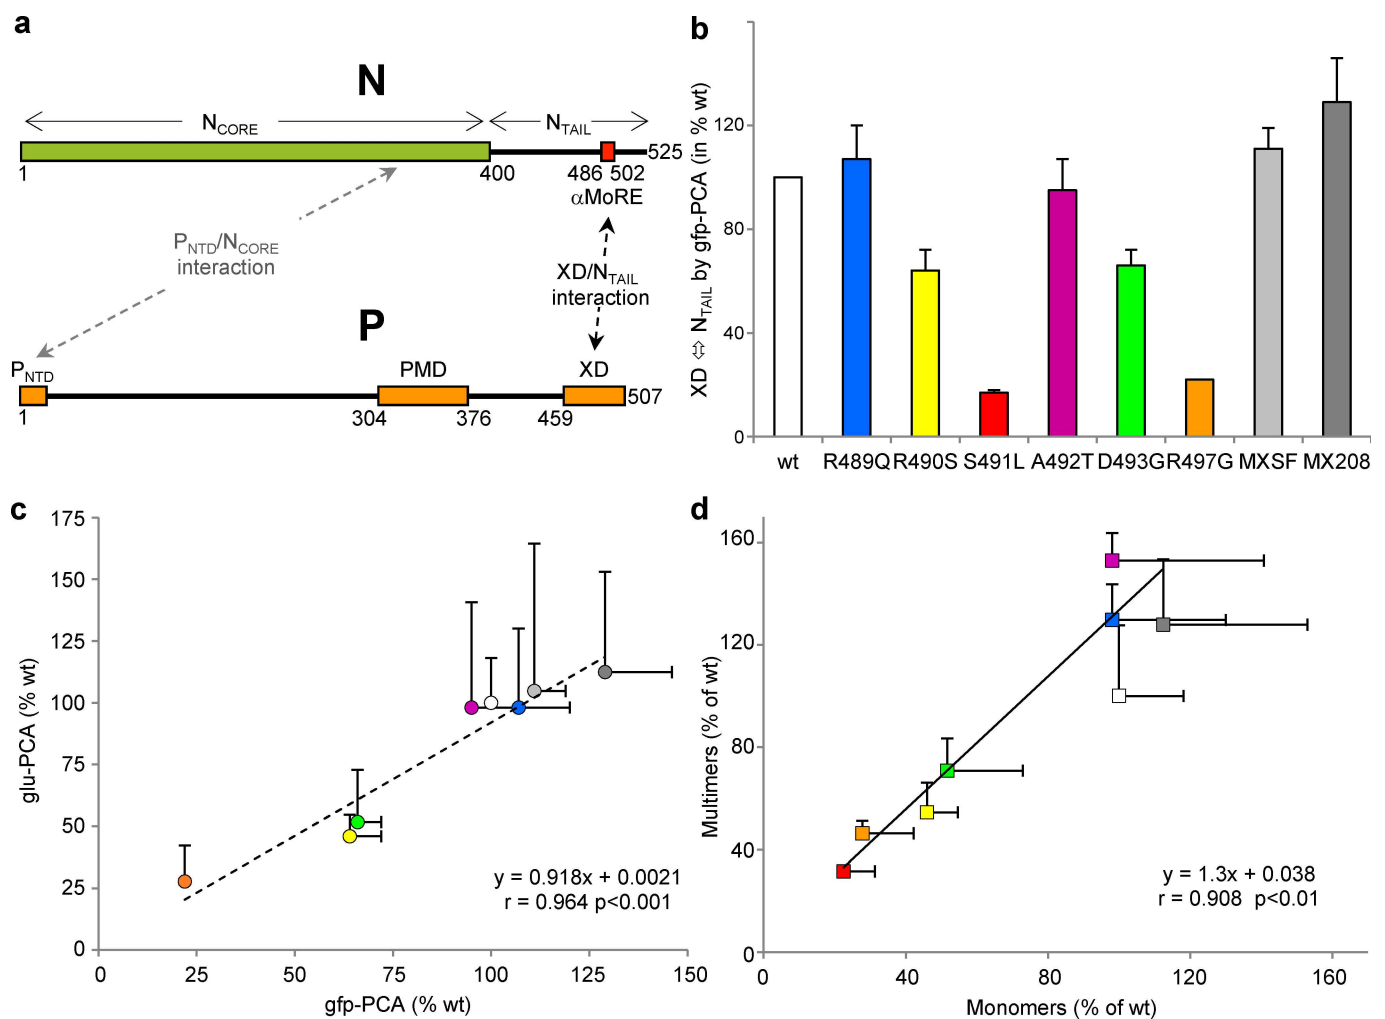 a
N
NCORE
NTAIL
525
1
400
486 502
αMoRE
PNTD/NCORE
interaction
XD/NTAIL
interaction
P
PNTD
PMD
XD
507
1
304
376
459
b
XD ⇔ NTAIL by gfp-PCA (in % wt)
120
80
40
0
wt R489Q R490S S491L A492T D493G R497G MXSF MX208
c
glu-PCA (% wt)
175
150
125
100
75
50
25
0
y = 0.918x + 0.0021
r = 0.964 p<0.001
0 25 50 75 100 125 150
gfp-PCA (% wt)
d
Multimers (% of wt)
160
120
80
40
0
y = 1.3x + 0.038
r = 0.908 p<0.01
0 40 80 120 160
Monomers (% of wt)